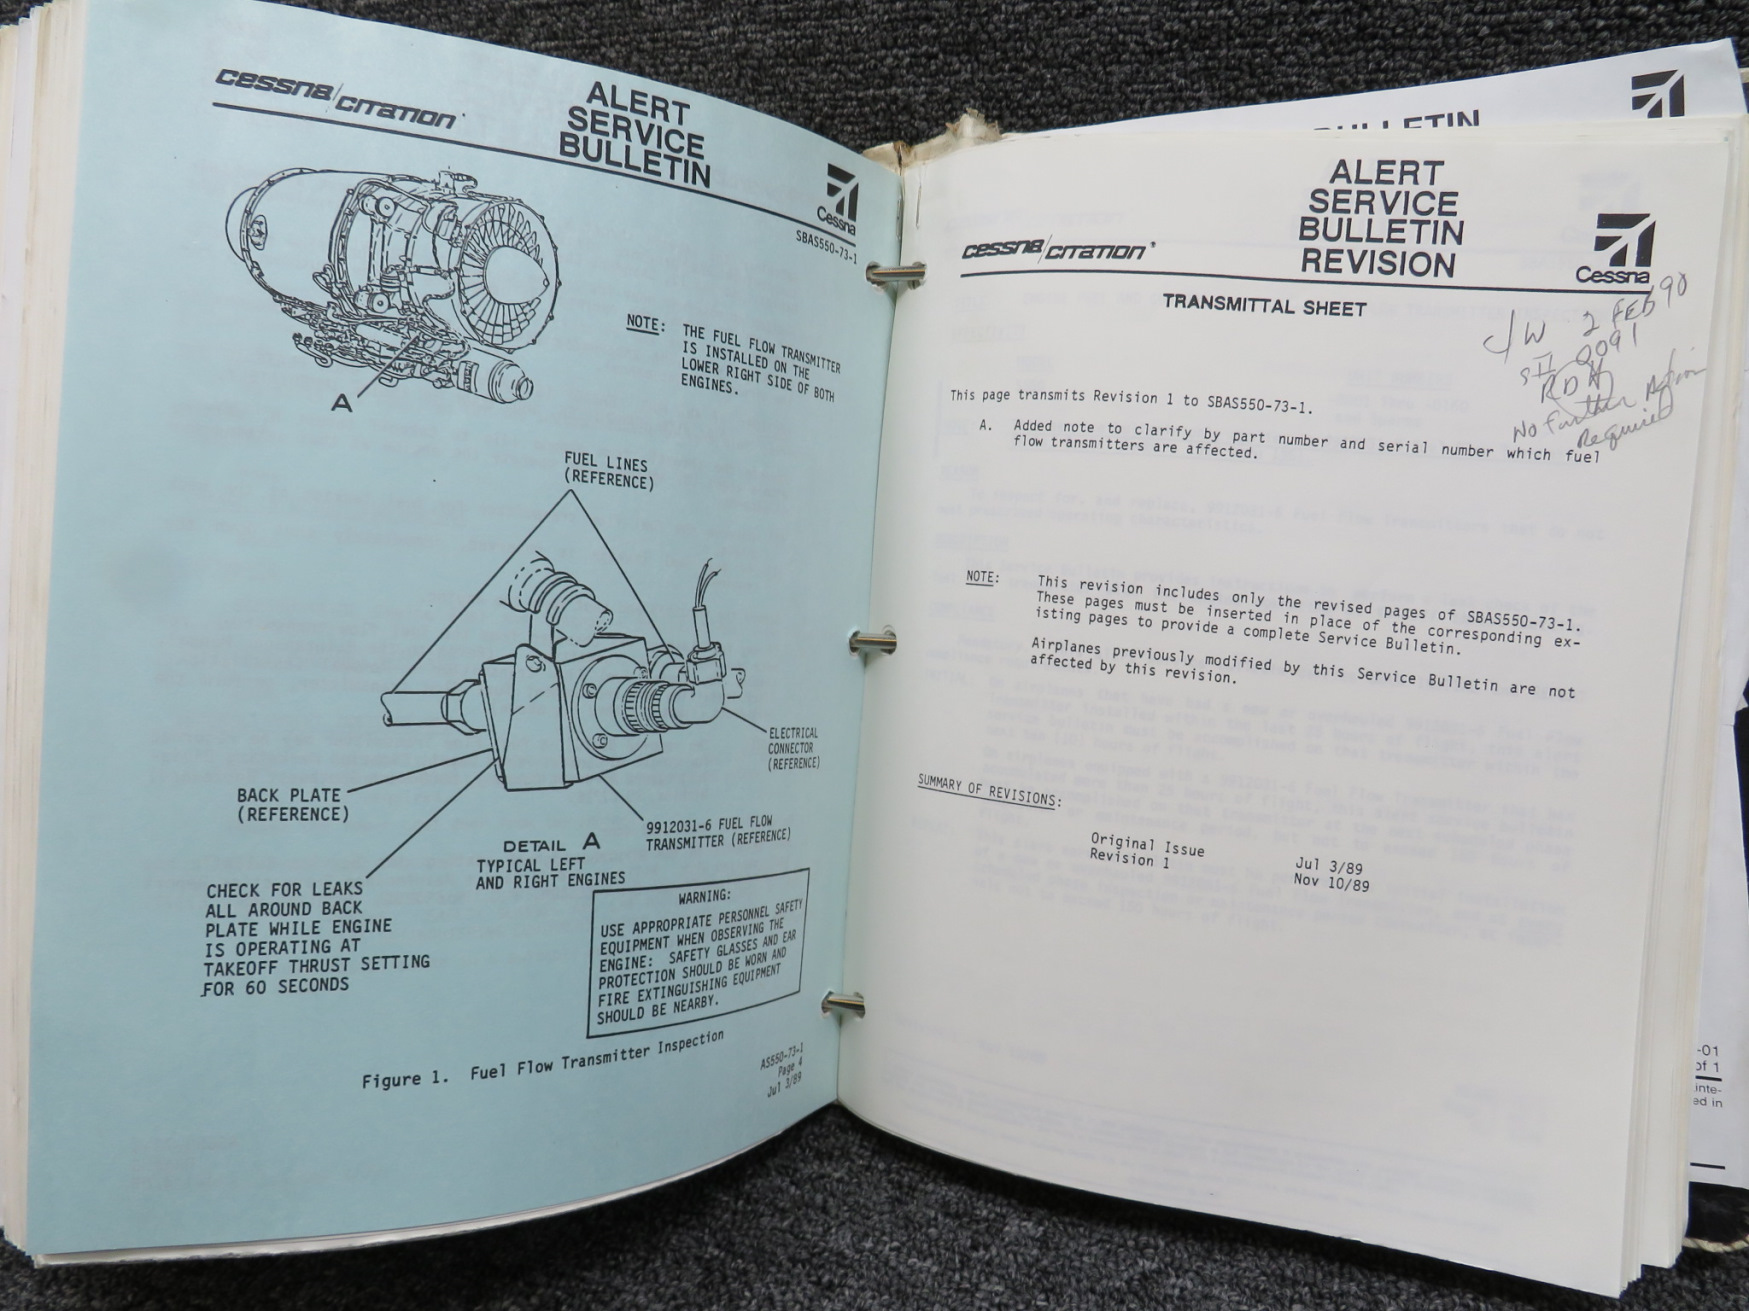 cessna/citation
ALERT
SERVICE
BULLETIN
Cessna
SBAS550-73-1
NOTE: THE FUEL FLOW TRANSMITTER
IS INSTALLED ON THE
LOWER RIGHT SIDE OF BOTH
ENGINES.
A
FUEL LINES
(REFERENCE)
ELECTRICAL
CONNECTOR
(REFERENCE)
BACK PLATE
(REFERENCE)
9912031-6 FUEL FLOW
TRANSMITTER (REFERENCE)
DETAIL A
TYPICAL LEFT
AND RIGHT ENGINES
CHECK FOR LEAKS
ALL AROUND BACK
PLATE WHILE ENGINE
IS OPERATING AT
TAKEOFF THRUST SETTING
FOR 60 SECONDS
WARNING:
USE APPROPRIATE PERSONNEL SAFETY
EQUIPMENT WHEN OBSERVING THE
ENGINE: SAFETY GLASSES AND EAR
PROTECTION SHOULD BE WORN AND
FIRE EXTINGUISHING EQUIPMENT
SHOULD BE NEARBY.
Figure 1. Fuel Flow Transmitter Inspection
AS550-73-1
Page 4
Jul 3/89
BULLETIN
ALERT
SERVICE
BULLETIN
REVISION
cessna/citation
Cessna
TRANSMITTAL SHEET
C/W 2 FEB 90
SII 0091
RDH
No Further Action
Required
This page transmits Revision 1 to SBAS550-73-1.
A. Added note to clarify by part number and serial number which fuel
flow transmitters are affected.
NOTE: This revision includes only the revised pages of SBAS550-73-1.
These pages must be inserted in place of the corresponding ex-
isting pages to provide a complete Service Bulletin.
Airplanes previously modified by this Service Bulletin are not
affected by this revision.
SUMMARY OF REVISIONS:
Original Issue Jul 3/89
Revision 1 Nov 10/89
-01
of 1
inte-
ed in